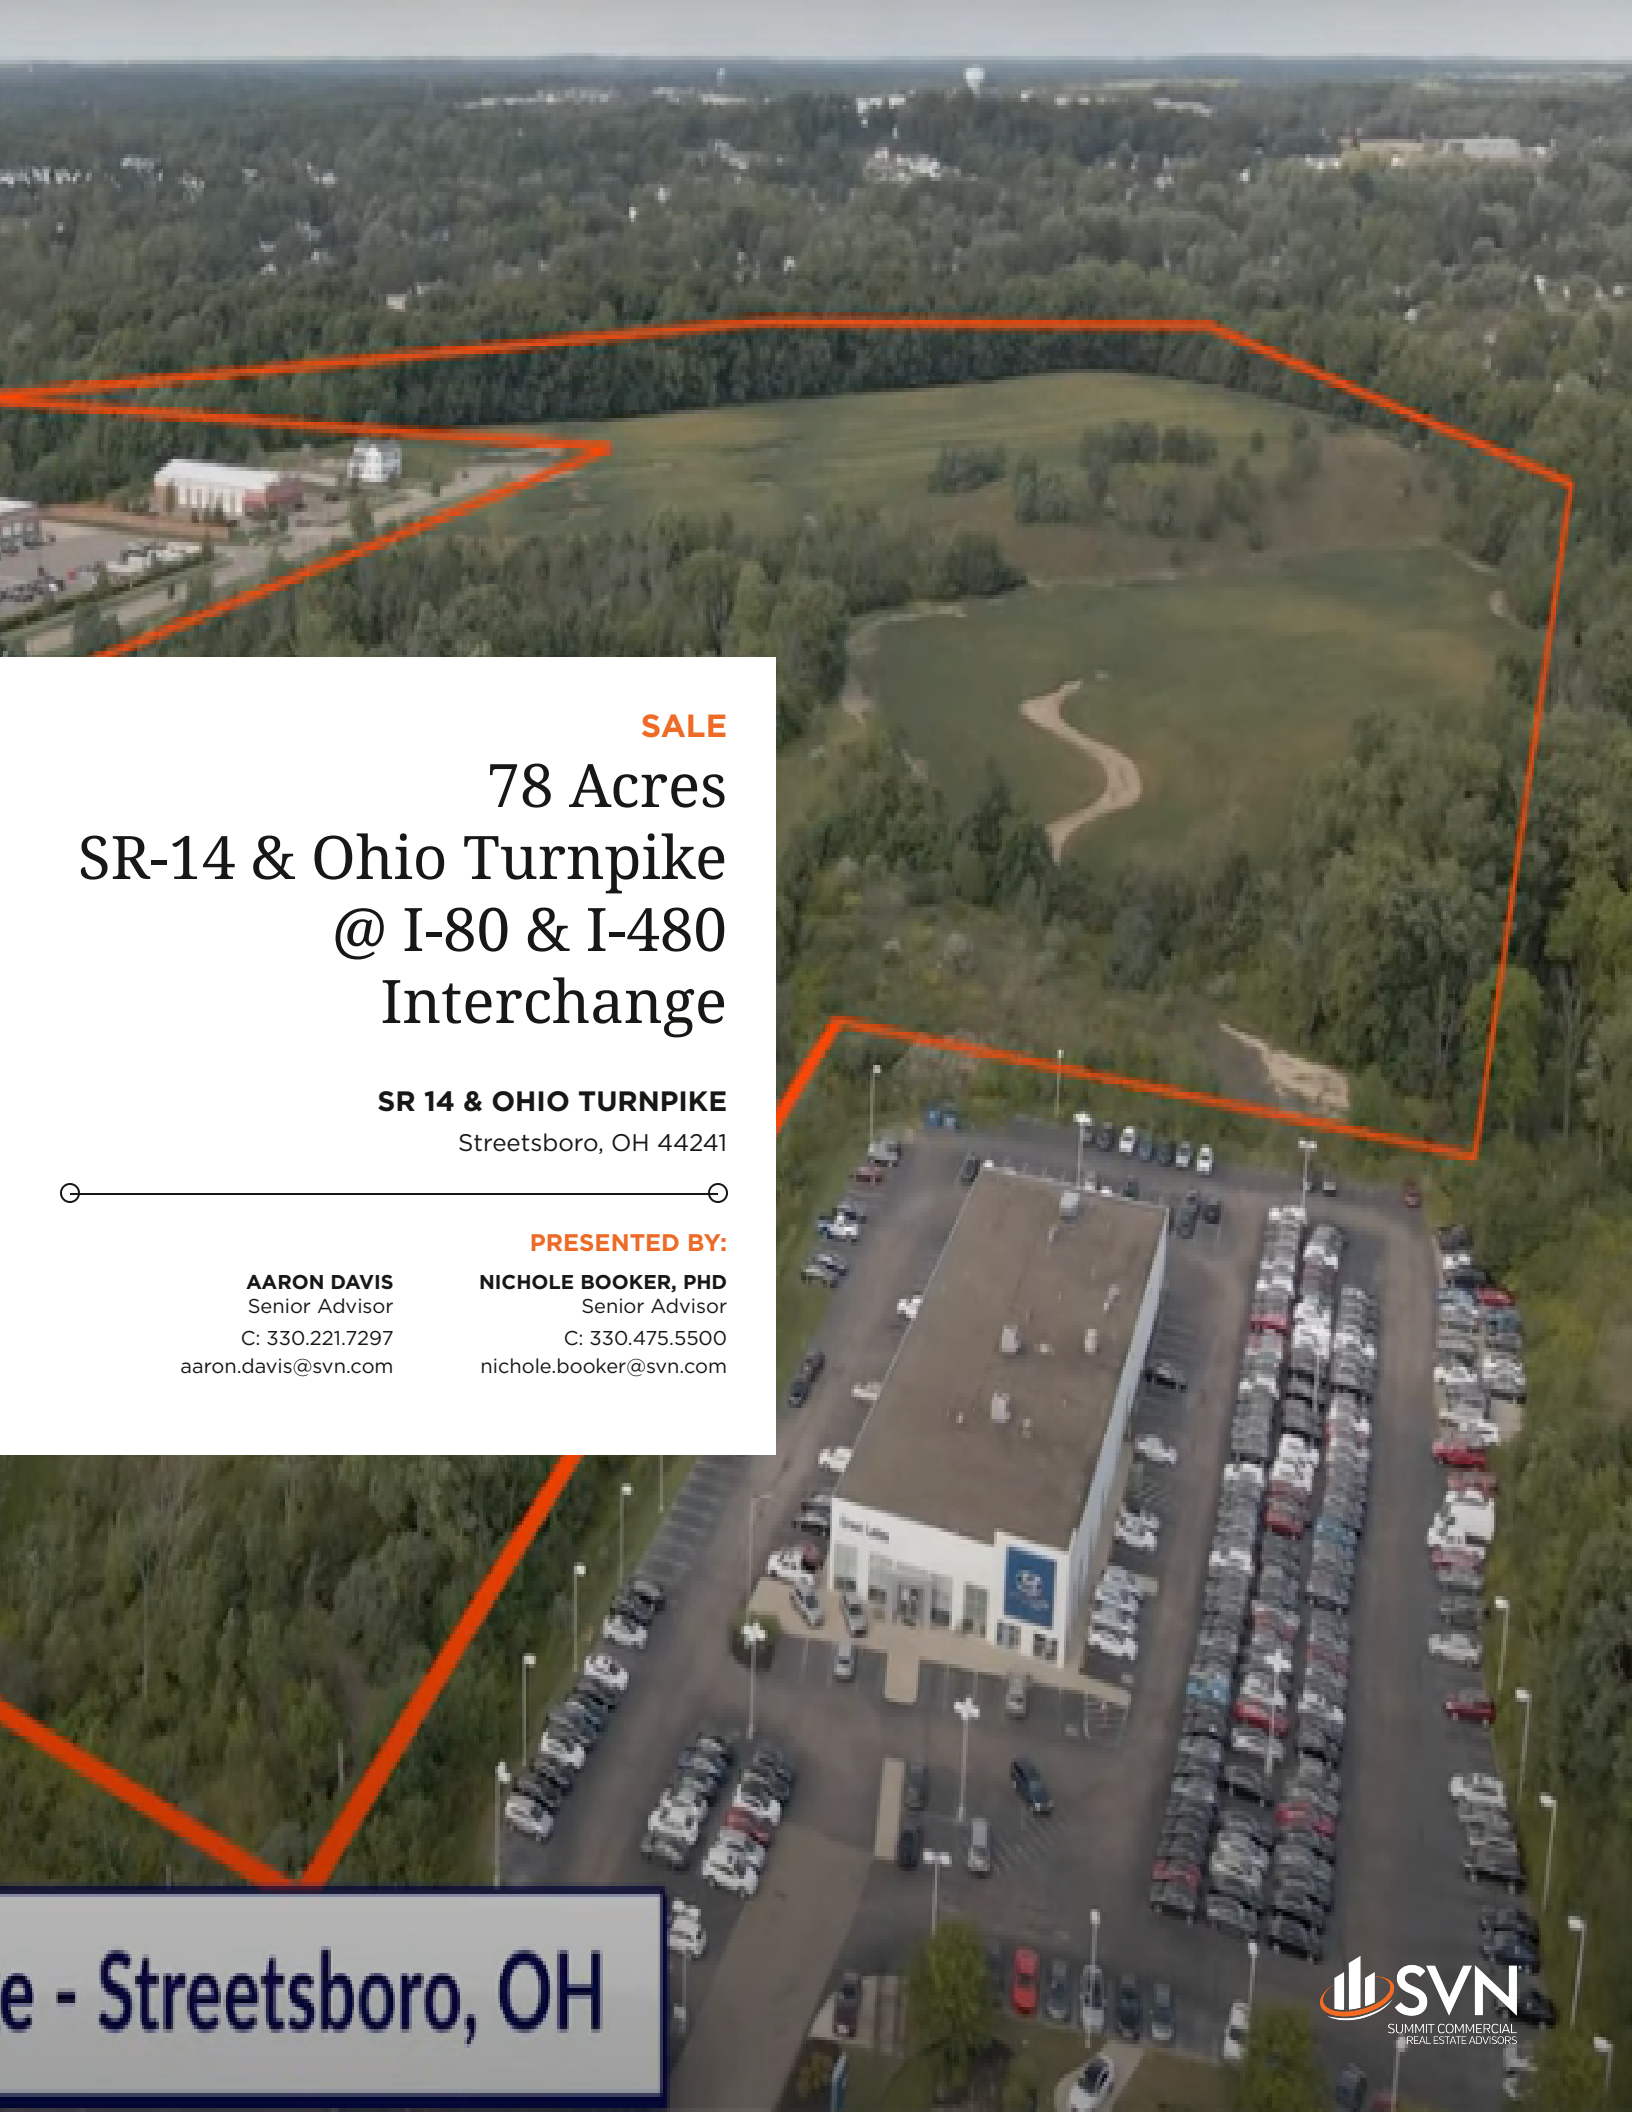 SALE
78 Acres
SR-14 & Ohio Turnpike
@ I-80 & I-480
Interchange
SR 14 & OHIO TURNPIKE
Streetsboro, OH 44241
PRESENTED BY:
AARON DAVIS
Senior Advisor
C: 330.221.7297
aaron.davis@svn.com
NICHOLE BOOKER, PHD
Senior Advisor
C: 330.475.5500
nichole.booker@svn.com
Great Lakes
e - Streetsboro, OH
SVN
SUMMIT COMMERCIAL
REAL ESTATE ADVISORS